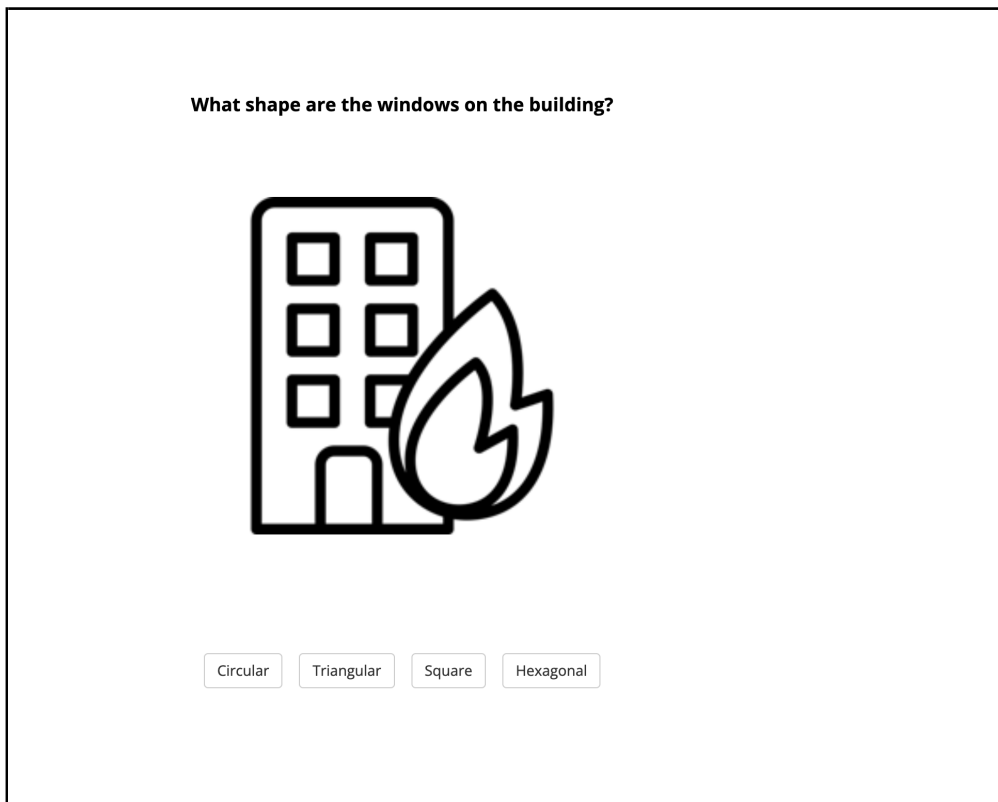 What shape are the windows on the building?
Circular Triangular Square Hexagonal